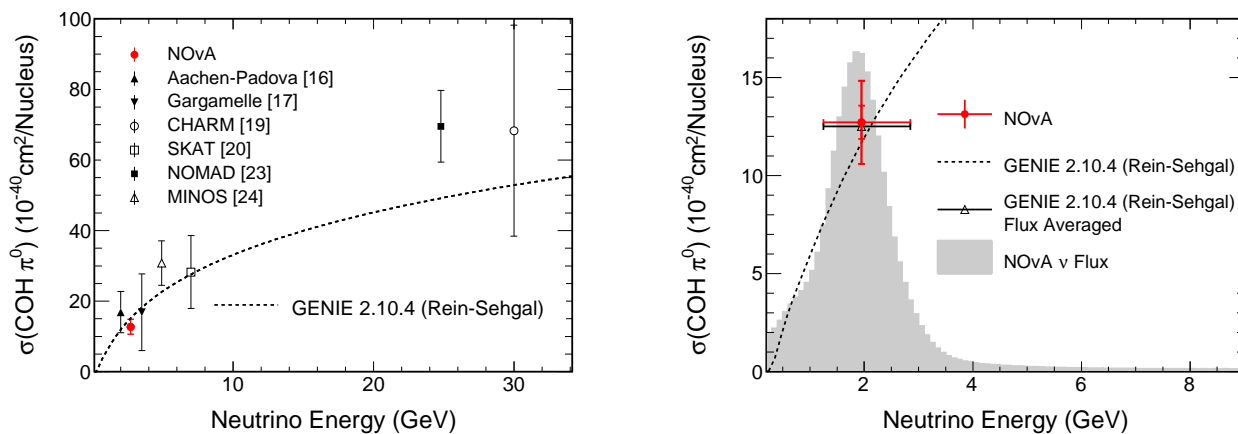 100
80
60
40
20
0
10
20
30
σ(COH π⁰) (10⁻⁴⁰cm²/Nucleus)
Neutrino Energy (GeV)
NOvA
Aachen-Padova [16]
Gargamelle [17]
CHARM [19]
SKAT [20]
NOMAD [23]
MINOS [24]
GENIE 2.10.4 (Rein-Sehgal)
15
10
5
0
2
4
6
8
σ(COH π⁰) (10⁻⁴⁰cm²/Nucleus)
Neutrino Energy (GeV)
NOvA
GENIE 2.10.4 (Rein-Sehgal)
GENIE 2.10.4 (Rein-Sehgal)
Flux Averaged
NOvA ν Flux